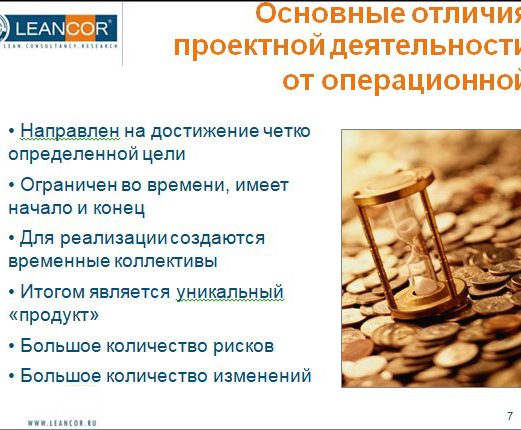 LEANCOR®
LEAN. CONSULTANCY. RESEARCH
Основные отличия
проектной деятельности
от операционной
• Направлен на достижение четко
определенной цели
• Ограничен во времени, имеет
начало и конец
• Для реализации создаются
временные коллективы
• Итогом является уникальный
«продукт»
• Большое количество рисков
• Большое количество изменений
WWW.LEANCOR.RU
7